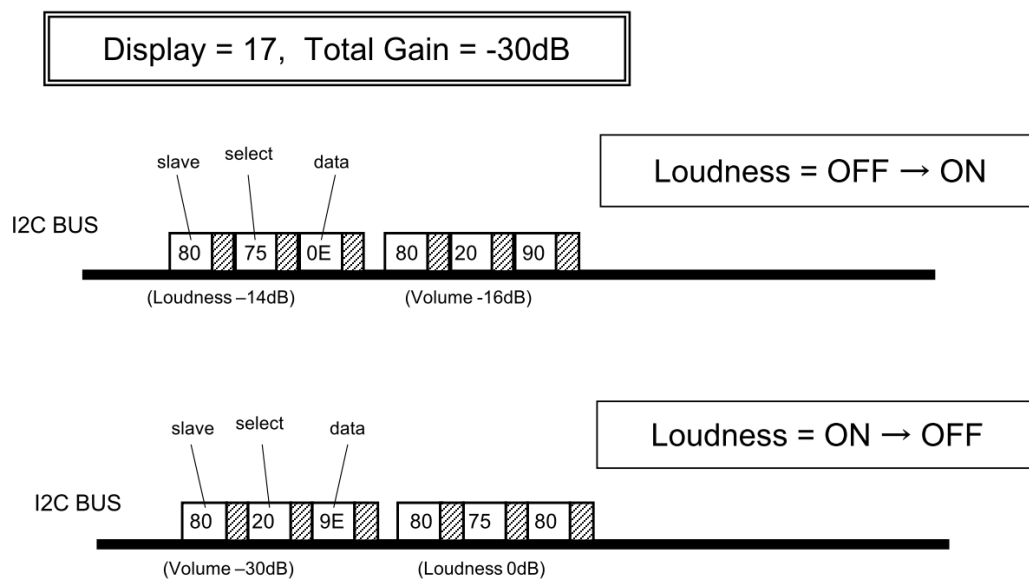 Display = 17, Total Gain = -30dB
Loudness = OFF → ON
slave select data
I2C BUS
80 75 0E 80 20 90
(Loudness –14dB) (Volume -16dB)
Loudness = ON → OFF
slave select data
I2C BUS
80 20 9E 80 75 80
(Volume –30dB) (Loudness 0dB)